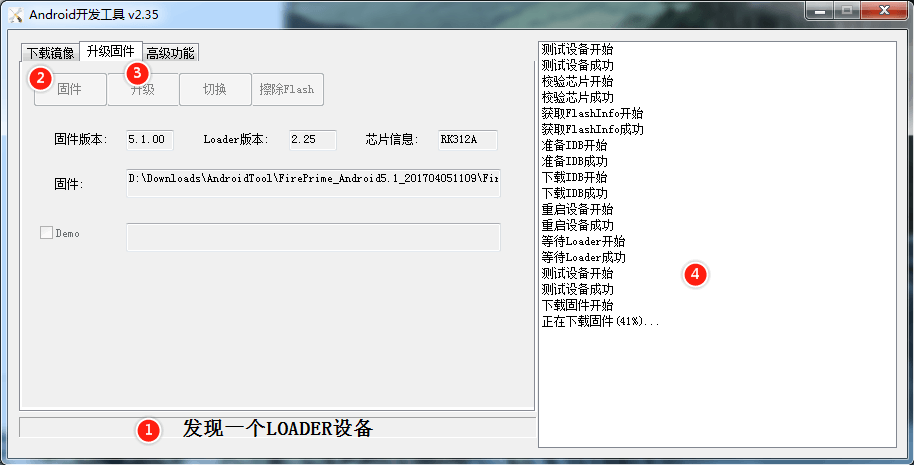 Android开发工具 v2.35
下载镜像 升级固件 高级功能
2 3
固件 升级 切换 擦除Flash
固件版本: 5.1.00 Loader版本: 2.25 芯片信息: RK312A
固件: D:\Downloads\AndroidTool\FirePrime_Android5.1_201704051109\Fir
Demo
1 发现一个LOADER设备
测试设备开始
测试设备成功
校验芯片开始
校验芯片成功
获取FlashInfo开始
获取FlashInfo成功
准备IDB开始
准备IDB成功
下载IDB开始
下载IDB成功
重启设备开始
重启设备成功
等待Loader开始
等待Loader成功
测试设备开始
4
测试设备成功
下载固件开始
正在下载固件(41%)...